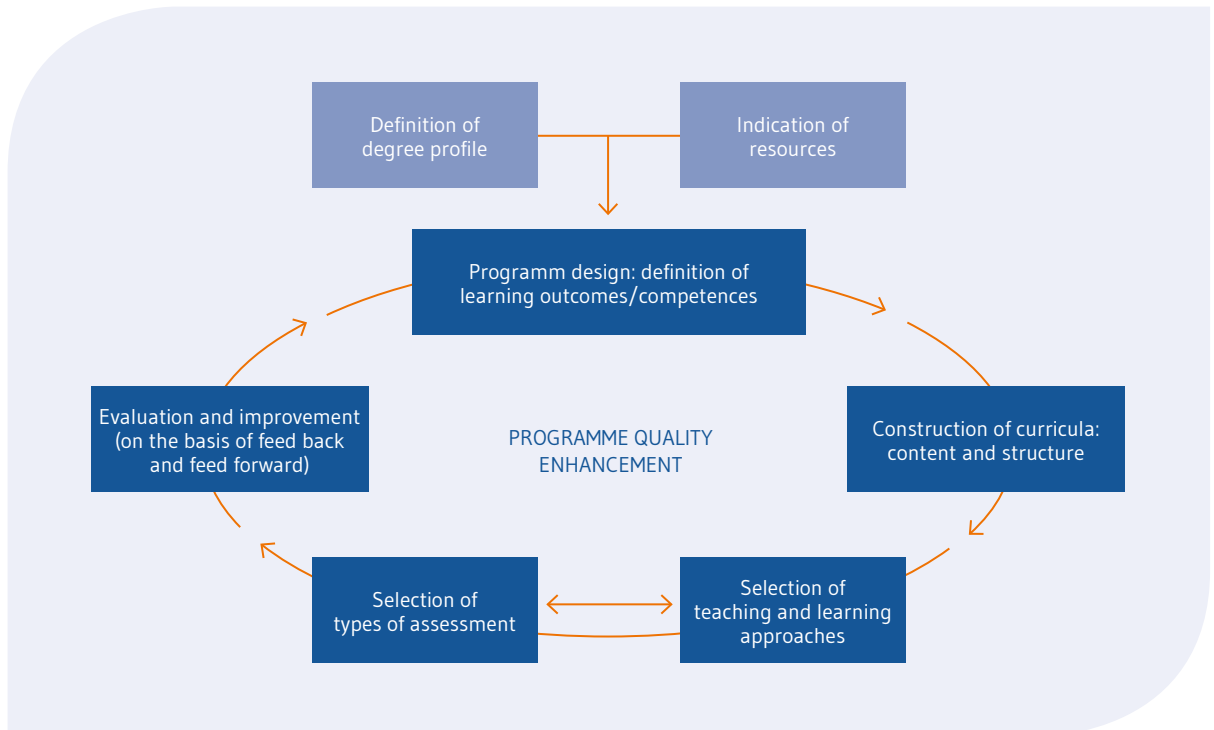 Definition of
degree profile
Indication of
resources
Programm design: definition of
learning outcomes/competences
Evaluation and improvement
(on the basis of feed back
and feed forward)
PROGRAMME QUALITY
ENHANCEMENT
Construction of curricula:
content and structure
Selection of
types of assessment
Selection of
teaching and learning
approaches